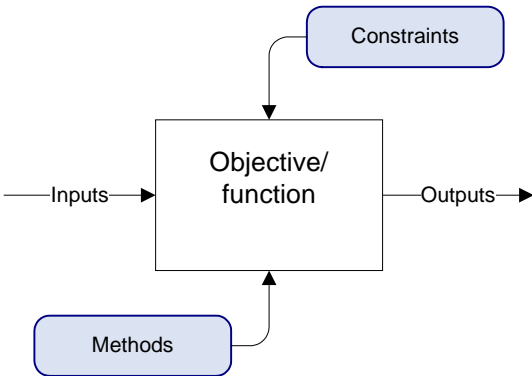 Constraints
Objective/
function
Inputs
Outputs
Methods